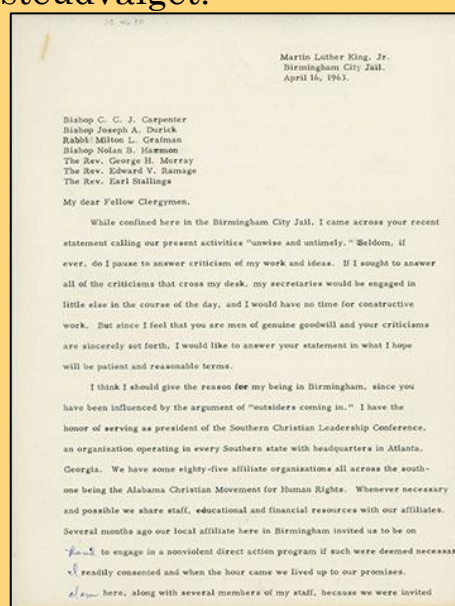 steudvalget.
Martin Luther King, Jr.
Birmingham City Jail.
April 16, 1963.
Bishop C. C. J. Carpenter
Bishop Joseph A. Durick
Rabbi Milton L. Grafman
Bishop Nolan B. Harmon
The Rev. George H. Murray
The Rev. Edward V. Ramage
The Rev. Earl Stallings
My dear Fellow Clergymen,
While confined here in the Birmingham City Jail, I came across your recent
statement calling our present activities "unwise and untimely." Seldom, if
ever, do I pause to answer criticism of my work and ideas. If I sought to answer
all of the criticisms that cross my desk, my secretaries would be engaged in
little else in the course of the day, and I would have no time for constructive
work. But since I feel that you are men of genuine goodwill and your criticisms
are sincerely set forth, I would like to answer your statement in what I hope
will be patient and reasonable terms.
I think I should give the reason for my being in Birmingham, since you
have been influenced by the argument of "outsiders coming in." I have the
honor of serving as president of the Southern Christian Leadership Conference,
an organization operating in every Southern state with headquarters in Atlanta,
Georgia. We have some eighty-five affiliate organizations all across the south-
one being the Alabama Christian Movement for Human Rights. Whenever necessary
and possible we share staff, educational and financial resources with our affiliates.
Several months ago our local affiliate here in Birmingham invited us to be on
hand to engage in a nonviolent direct action program if such were deemed necessar
I readily consented and when the hour came we lived up to our promises.
here, along with several members of my staff, because we were invited